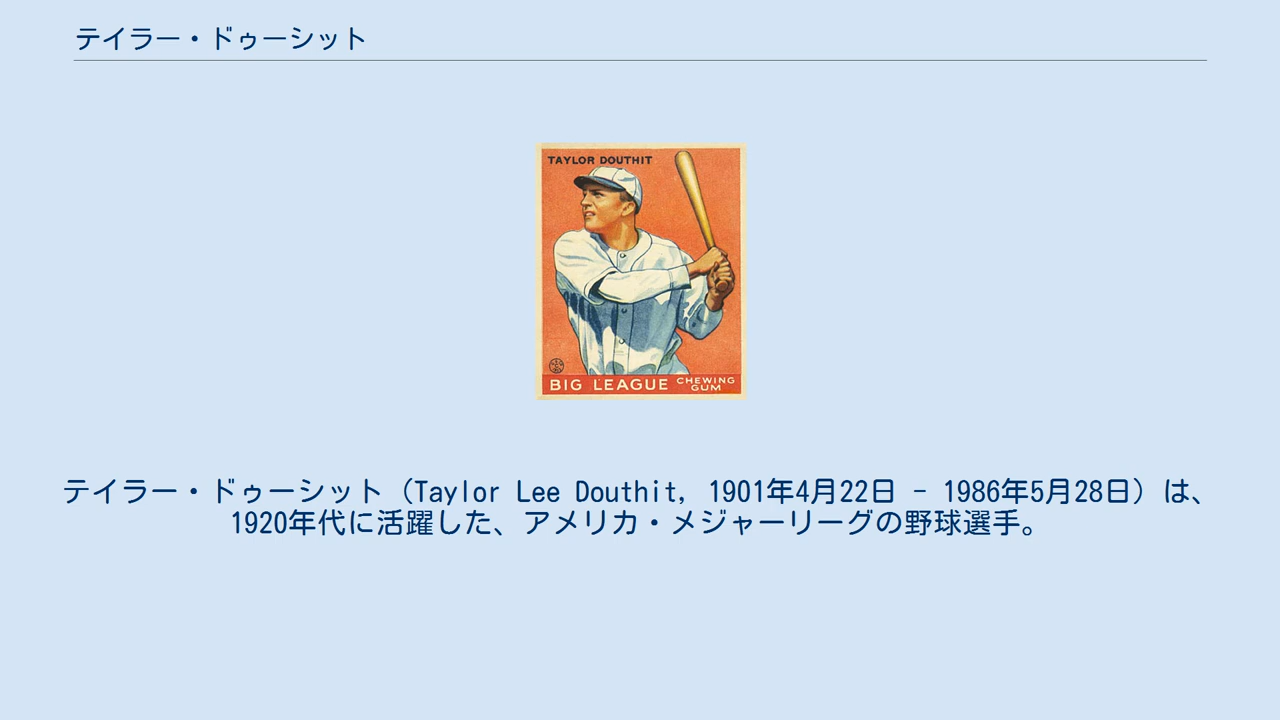 テイラー・ドゥーシット
TAYLOR DOUTHIT
BIG LEAGUE CHEWING GUM
テイラー・ドゥーシット（Taylor Lee Douthit, 1901年4月22日 - 1986年5月28日）は、
1920年代に活躍した、アメリカ・メジャーリーグの野球選手。